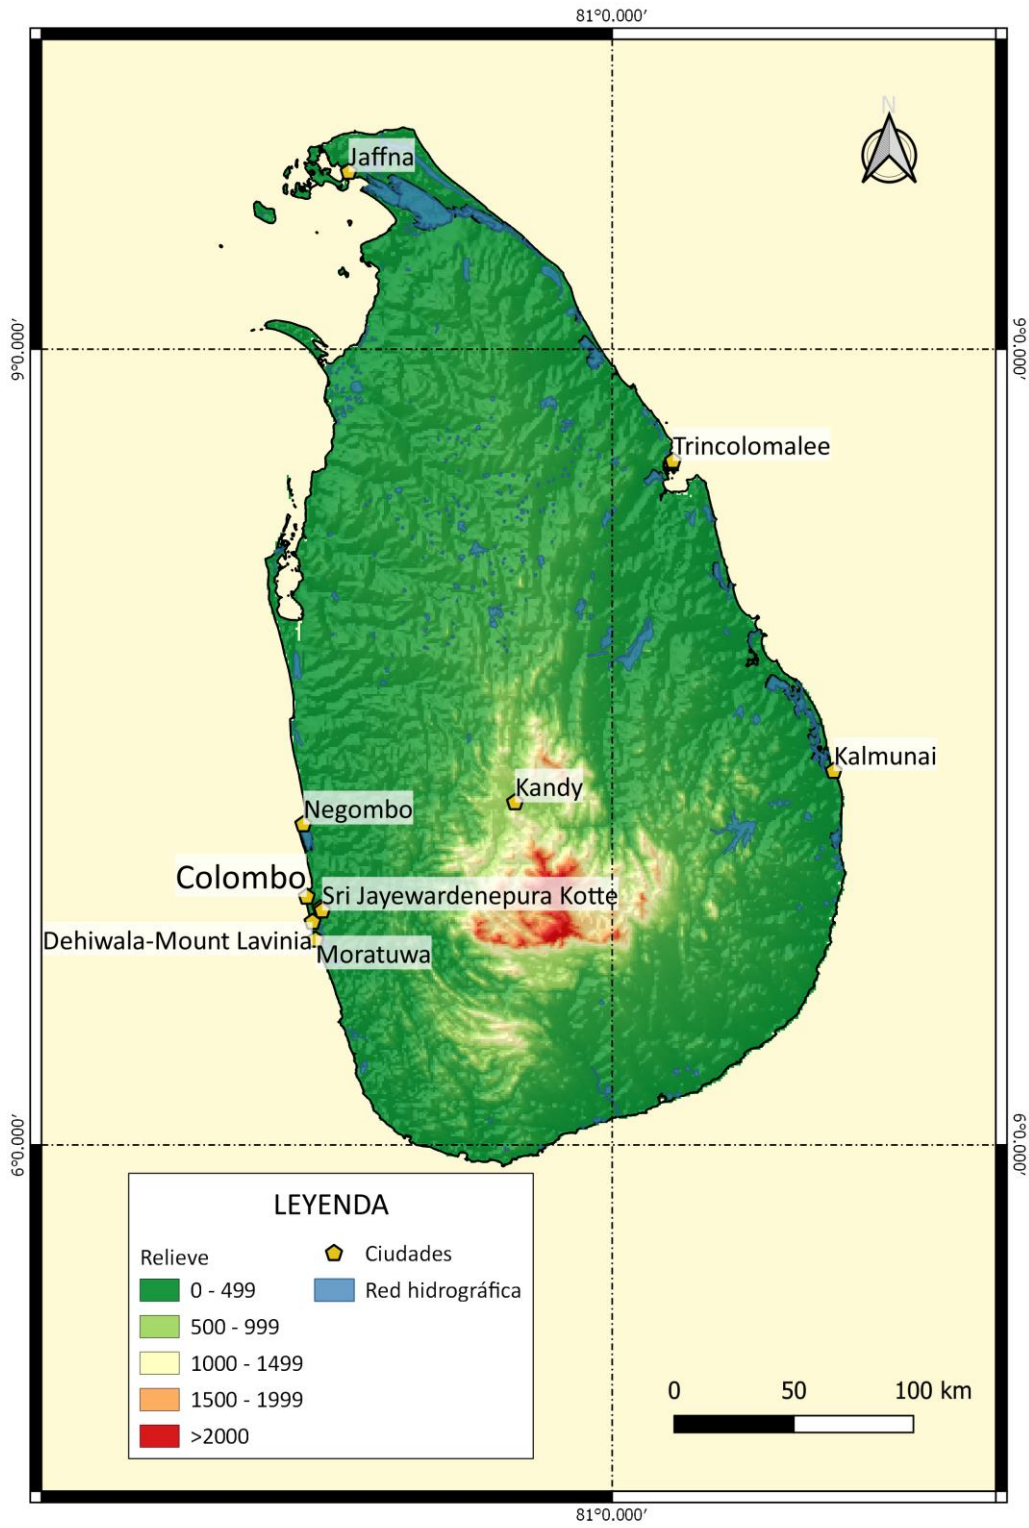 81°0.000′
N
Jaffna
9°0.000′
9°0.000′
Trincolomalee
Kalmunai
Kandy
Negombo
Colombo
Sri Jayewardenepura Kotte
Dehiwala-Mount Lavinia
Moratuwa
6°0.000′
6°0.000′
LEYENDA
Relieve
0 - 499
500 - 999
1000 - 1499
1500 - 1999
>2000
Ciudades
Red hidrográfica
0 50 100 km
81°0.000′